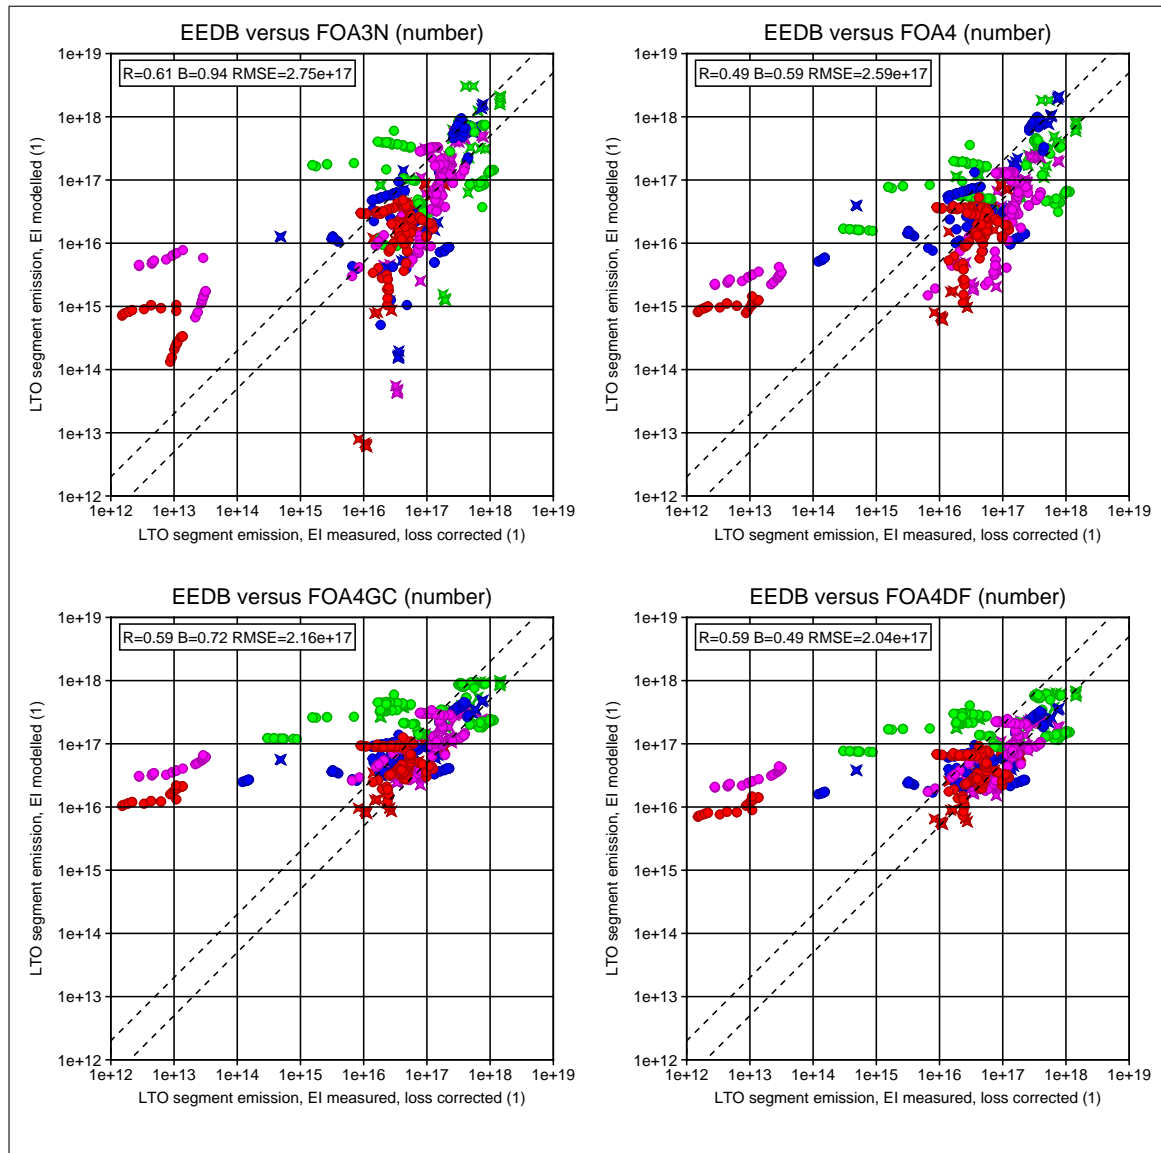 EEDB versus FOA3N (number)
R=0.61 B=0.94 RMSE=2.75e+17
LTO segment emission, EI modelled (1)
1e+19
1e+18
1e+17
1e+16
1e+15
1e+14
1e+13
1e+12
1e+12 1e+13 1e+14 1e+15 1e+16 1e+17 1e+18 1e+19
LTO segment emission, EI measured, loss corrected (1)
EEDB versus FOA4 (number)
R=0.49 B=0.59 RMSE=2.59e+17
LTO segment emission, EI modelled (1)
1e+19
1e+18
1e+17
1e+16
1e+15
1e+14
1e+13
1e+12
1e+12 1e+13 1e+14 1e+15 1e+16 1e+17 1e+18 1e+19
LTO segment emission, EI measured, loss corrected (1)
EEDB versus FOA4GC (number)
R=0.59 B=0.72 RMSE=2.16e+17
LTO segment emission, EI modelled (1)
1e+19
1e+18
1e+17
1e+16
1e+15
1e+14
1e+13
1e+12
1e+12 1e+13 1e+14 1e+15 1e+16 1e+17 1e+18 1e+19
LTO segment emission, EI measured, loss corrected (1)
EEDB versus FOA4DF (number)
R=0.59 B=0.49 RMSE=2.04e+17
LTO segment emission, EI modelled (1)
1e+19
1e+18
1e+17
1e+16
1e+15
1e+14
1e+13
1e+12
1e+12 1e+13 1e+14 1e+15 1e+16 1e+17 1e+18 1e+19
LTO segment emission, EI measured, loss corrected (1)